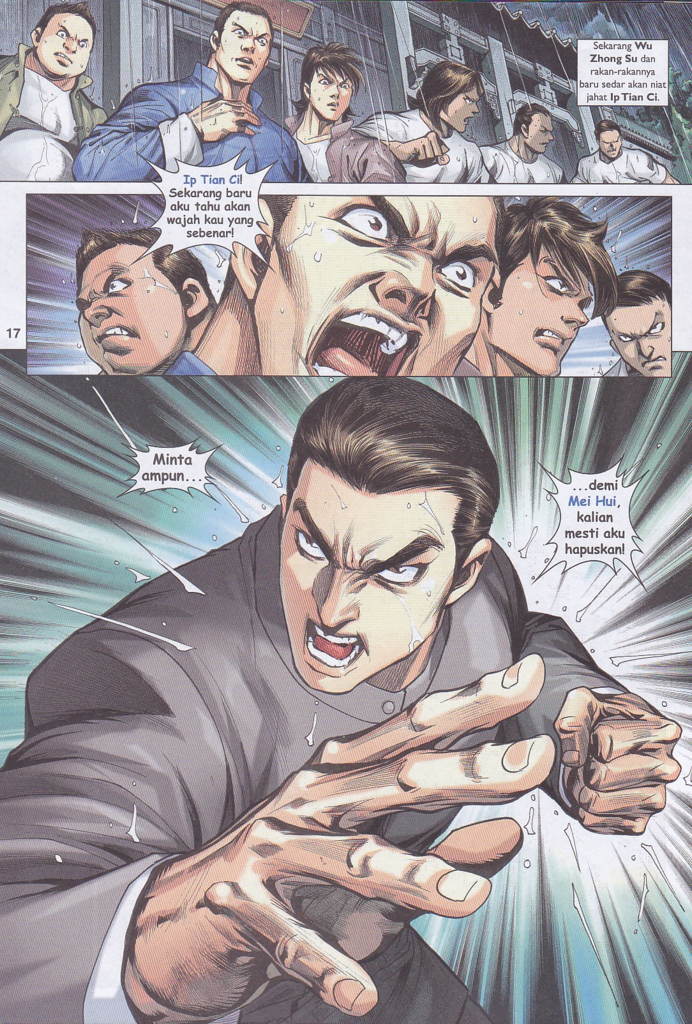 Sekarang Wu
Zhong Su dan
rakan-rakannya
baru sedar akan niat
jahat Ip Tian Ci.
Ip Tian Ci!
Sekarang baru
aku tahu akan
wajah kau yang
sebenar!
17
Minta
ampun...
...demi
Mei Hui,
kalian
mesti aku
hapuskan!